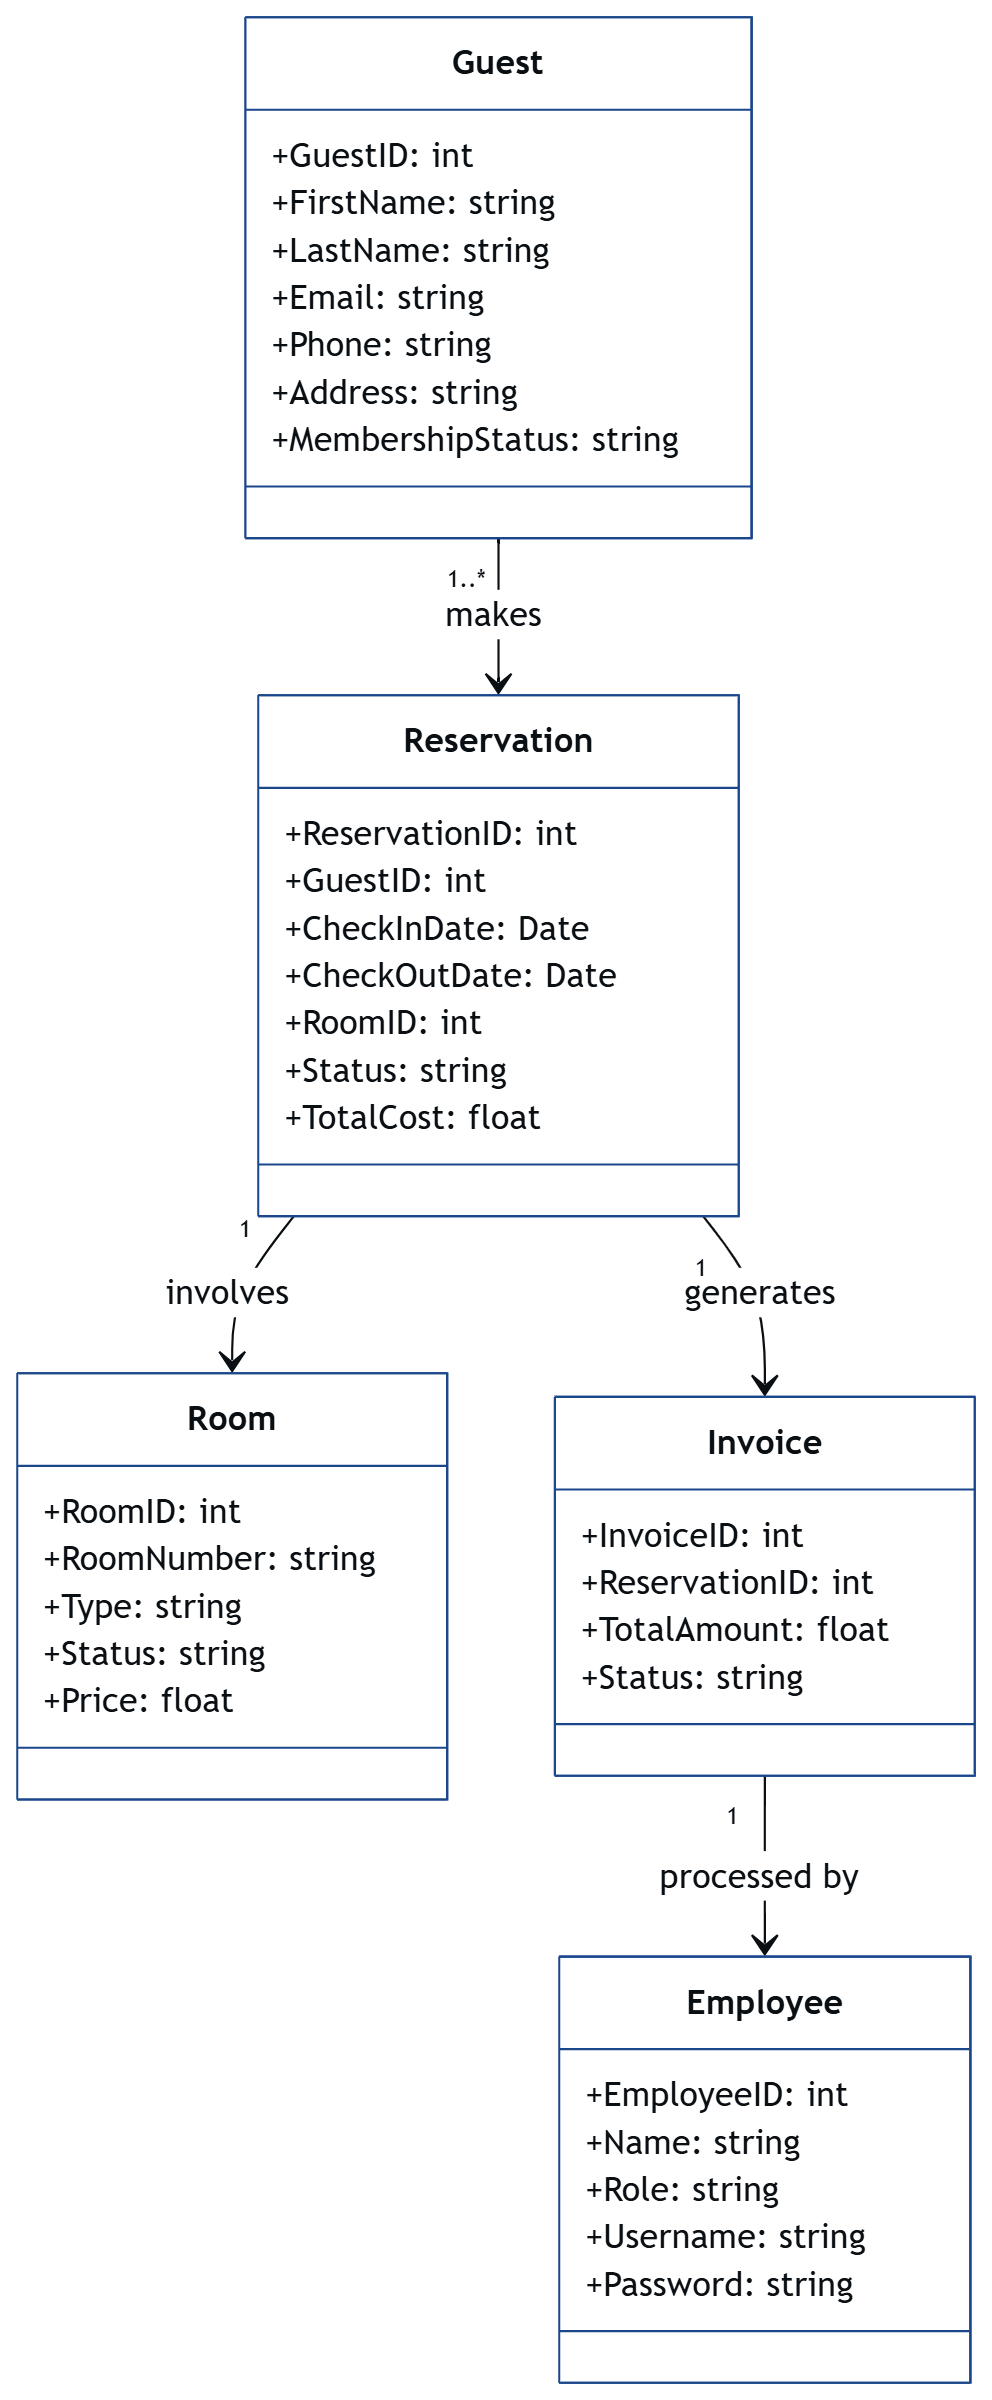 Guest
+GuestID: int
+FirstName: string
+LastName: string
+Email: string
+Phone: string
+Address: string
+MembershipStatus: string
1..*
makes
Reservation
+ReservationID: int
+GuestID: int
+CheckInDate: Date
+CheckOutDate: Date
+RoomID: int
+Status: string
+TotalCost: float
1
involves
1
generates
Room
+RoomID: int
+RoomNumber: string
+Type: string
+Status: string
+Price: float
Invoice
+InvoiceID: int
+ReservationID: int
+TotalAmount: float
+Status: string
1
processed by
Employee
+EmployeeID: int
+Name: string
+Role: string
+Username: string
+Password: string